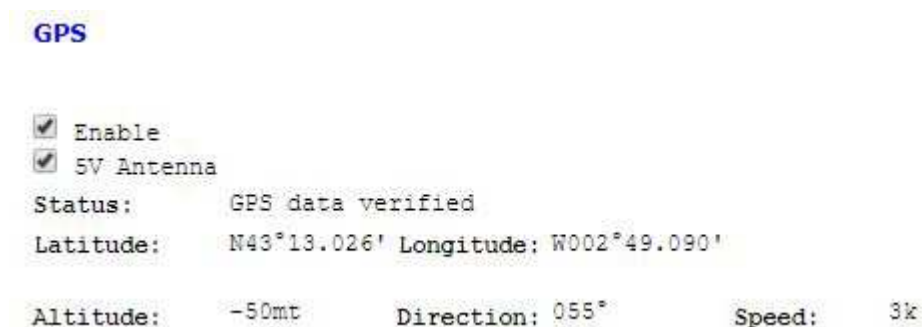 GPS
Enable
5V Antenna
Status: GPS data verified
Latitude: N43°13.026' Longitude: W002°49.090'
Altitude: -50mt Direction: 055° Speed: 3k